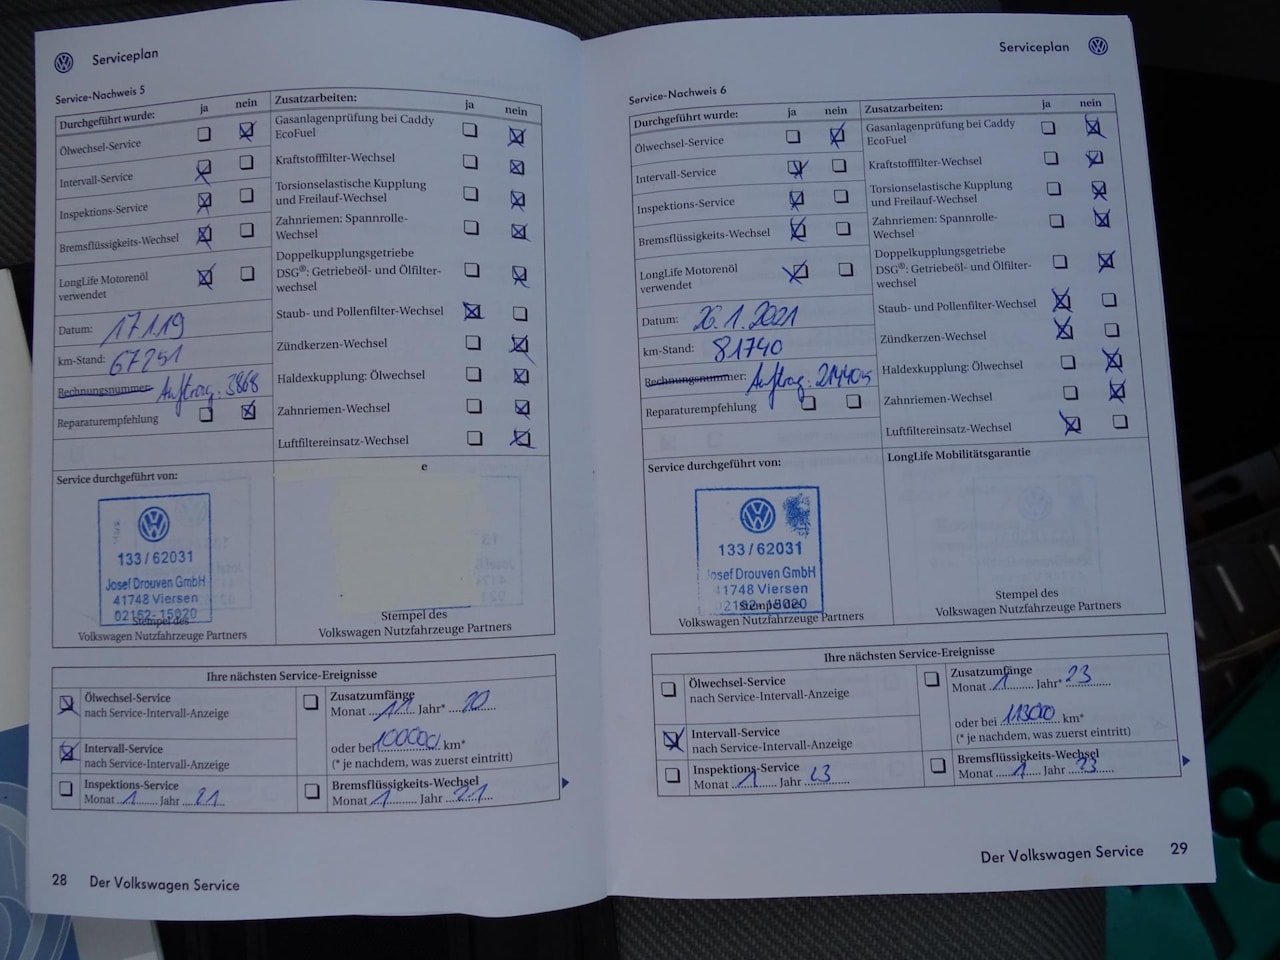 Serviceplan
Service-Nachweis 5
Durchgeführt wurde: ja nein
Ölwechsel-Service
Intervall-Service
Inspektions-Service
Bremsflüssigkeits-Wechsel
LongLife Motorenöl
verwendet
Datum: 17.1.19
km-Stand: 67251
Rechnungsnummer: Auftrag: 3868
Reparaturempfehlung
Zusatzarbeiten: ja nein
Gasanlagenprüfung bei Caddy
EcoFuel
Kraftstofffilter-Wechsel
Torsionselastische Kupplung
und Freilauf-Wechsel
Zahnriemen: Spannrolle-
Wechsel
Doppelkupplungsgetriebe
DSG®: Getriebeöl- und Ölfilter-
wechsel
Staub- und Pollenfilter-Wechsel
Zündkerzen-Wechsel
Haldexkupplung: Ölwechsel
Zahnriemen-Wechsel
Luftfiltereinsatz-Wechsel
Service durchgeführt von:
133/62031
Josef Drouven GmbH
41748 Viersen
02162-15020
Stempel des
Volkswagen Nutzfahrzeuge Partners
e
Stempel des
Volkswagen Nutzfahrzeuge Partners
Ihre nächsten Service-Ereignisse
Ölwechsel-Service
nach Service-Intervall-Anzeige
Intervall-Service
nach Service-Intervall-Anzeige
Inspektions-Service
Monat 1 Jahr 21
Zusatzumfänge
Monat 11 Jahr* 20
oder bei 100000 km*
(* je nachdem, was zuerst eintritt)
Bremsflüssigkeits-Wechsel
Monat 1 Jahr 21
28 Der Volkswagen Service
Serviceplan
Service-Nachweis 6
Durchgeführt wurde: ja nein
Ölwechsel-Service
Intervall-Service
Inspektions-Service
Bremsflüssigkeits-Wechsel
LongLife Motorenöl
verwendet
Datum: 26.1.2021
km-Stand: 81740
Rechnungsnummer: Auftrag: 214405
Reparaturempfehlung
Zusatzarbeiten: ja nein
Gasanlagenprüfung bei Caddy
EcoFuel
Kraftstofffilter-Wechsel
Torsionselastische Kupplung
und Freilauf-Wechsel
Zahnriemen: Spannrolle-
Wechsel
Doppelkupplungsgetriebe
DSG®: Getriebeöl- und Ölfilter-
wechsel
Staub- und Pollenfilter-Wechsel
Zündkerzen-Wechsel
Haldexkupplung: Ölwechsel
Zahnriemen-Wechsel
Luftfiltereinsatz-Wechsel
Service durchgeführt von:
133/62031
Josef Drouven GmbH
41748 Viersen
02162-15020
Stempel des
Volkswagen Nutzfahrzeuge Partners
LongLife Mobilitätsgarantie
Stempel des
Volkswagen Nutzfahrzeuge Partners
Ihre nächsten Service-Ereignisse
Ölwechsel-Service
nach Service-Intervall-Anzeige
Intervall-Service
nach Service-Intervall-Anzeige
Inspektions-Service
Monat 1 Jahr 23
Zusatzumfänge
Monat 1 Jahr* 23
oder bei 113000 km*
(* je nachdem, was zuerst eintritt)
Bremsflüssigkeits-Wechsel
Monat 1 Jahr 23
Der Volkswagen Service 29